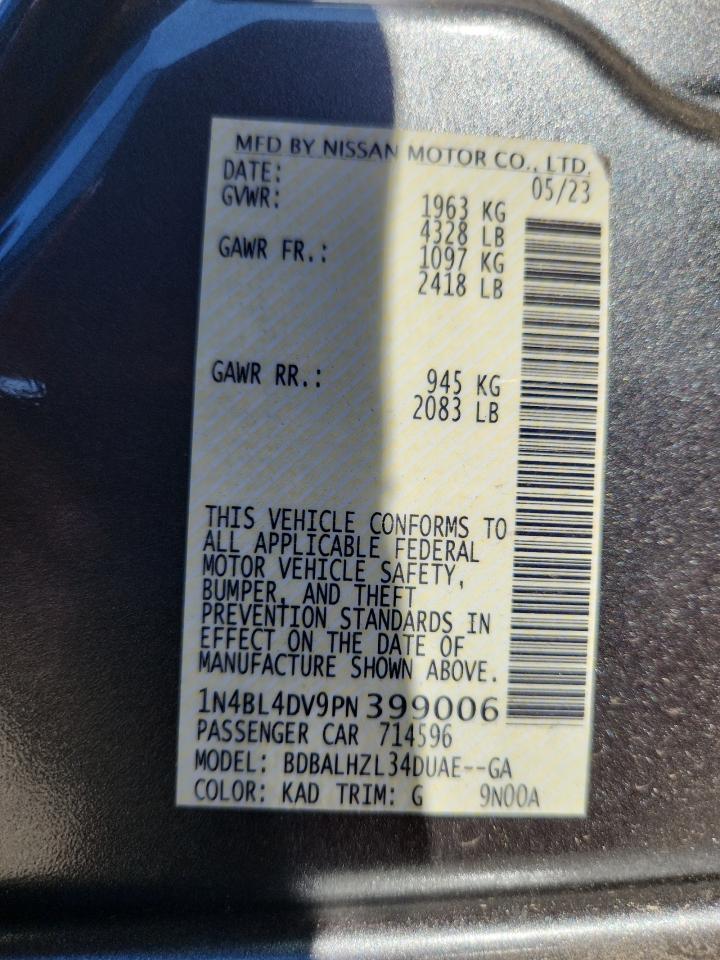 MFD BY NISSAN MOTOR CO., LTD.
DATE: 05/23
GVWR: 1963 KG
4328 LB
GAWR FR.: 1097 KG
2418 LB
GAWR RR.: 945 KG
2083 LB
THIS VEHICLE CONFORMS TO
ALL APPLICABLE FEDERAL
MOTOR VEHICLE SAFETY,
BUMPER, AND THEFT
PREVENTION STANDARDS IN
EFFECT ON THE DATE OF
MANUFACTURE SHOWN ABOVE.
1N4BL4DV9PN399006
PASSENGER CAR 714596
MODEL: BDBALHZL34DUAE--GA
COLOR: KAD TRIM: G 9N00A